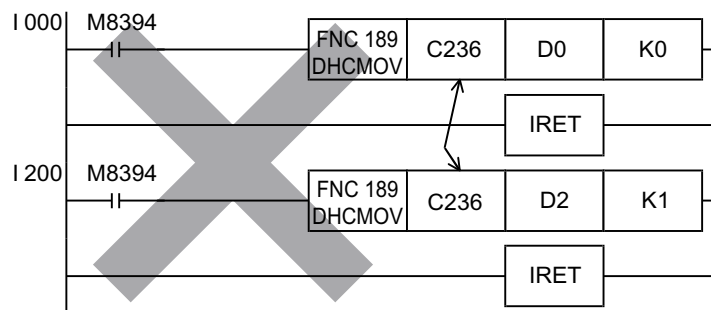 I 000 M8394 FNC 189 DHCMOV C236 D0 K0
IRET
I 200 M8394 FNC 189 DHCMOV C236 D2 K1
IRET